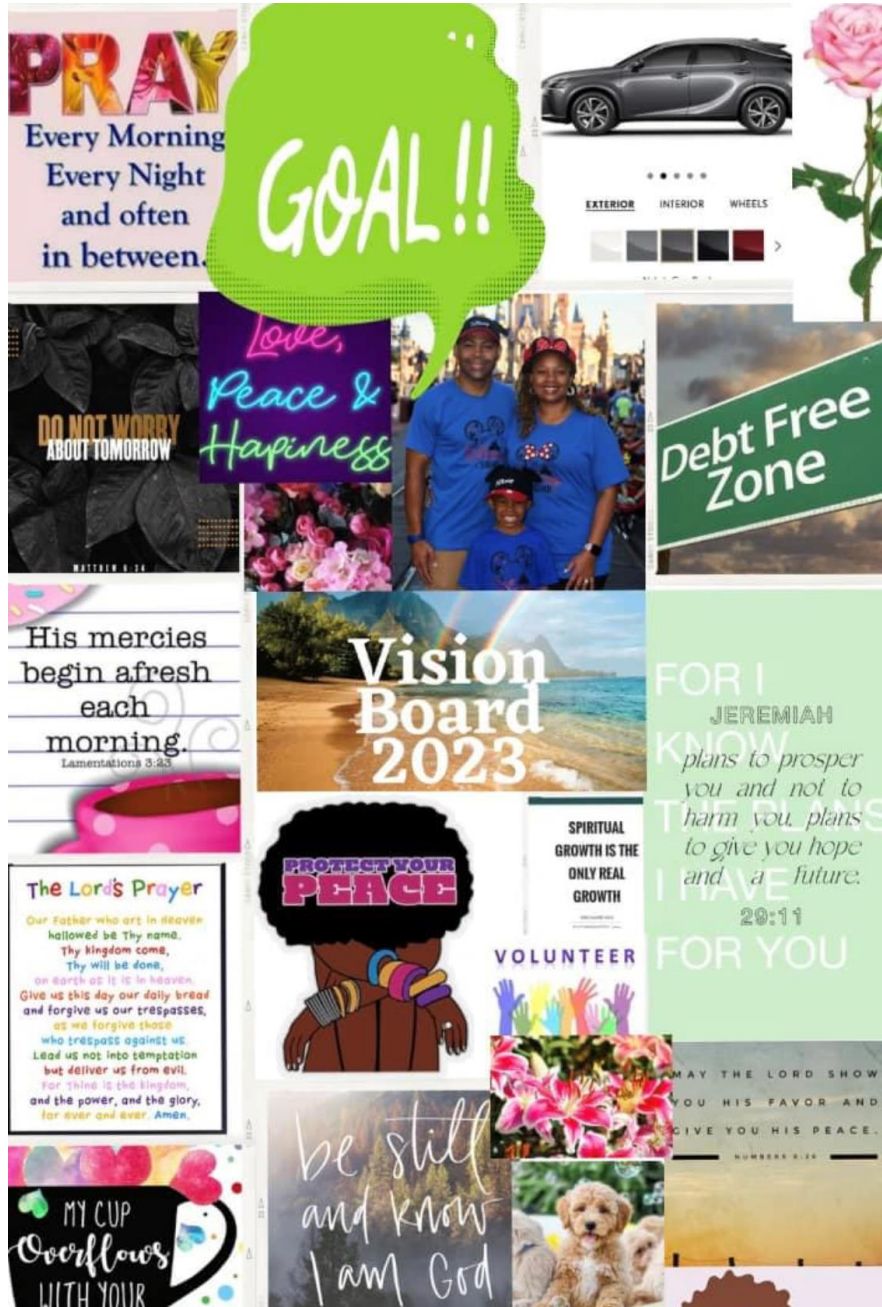 PRAY
Every Morning
Every Night
and often
in between.
GOAL!!
EXTERIOR
INTERIOR
WHEELS
DO NOT WORRY
ABOUT TOMORROW
MATTHEW 6:34
Love,
Peace &
Hapiness
Debt Free
Zone
His mercies
begin afresh
each
morning.
Lamentations 3:23
Vision
Board
2023
FOR I
KNOW
THE PLANS
I HAVE
FOR YOU
JEREMIAH
plans to prosper
you and not to
harm you, plans
to give you hope
and a future.
29:11
The Lord's Prayer
Our Father who art in heaven
hallowed be Thy name.
Thy kingdom come,
Thy will be done,
on earth as it is in heaven.
Give us this day our daily bread
and forgive us our trespasses,
as we forgive those
who trespass against us
Lead us not into temptation
but deliver us from evil.
For Thine is the kingdom,
and the power, and the glory,
for ever and ever. Amen.
PROTECT YOUR
PEACE
SPIRITUAL
GROWTH IS THE
ONLY REAL
GROWTH
VOLUNTEER
MAY THE LORD SHOW
YOU HIS FAVOR AND
GIVE YOU HIS PEACE.
NUMBERS 6:26
MY CUP
Overflows
WITH YOUR
be still
and know
I am God